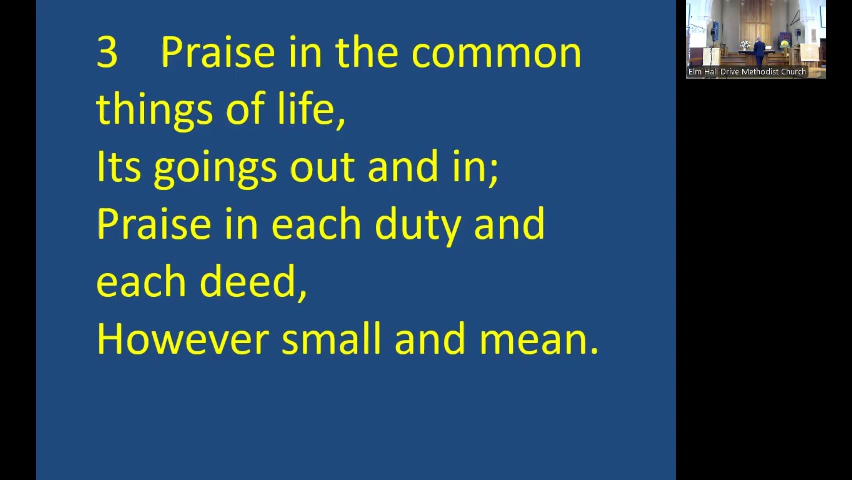 3 Praise in the common
things of life,
Its goings out and in;
Praise in each duty and
each deed,
However small and mean.
Elm Hall Drive Methodist Church